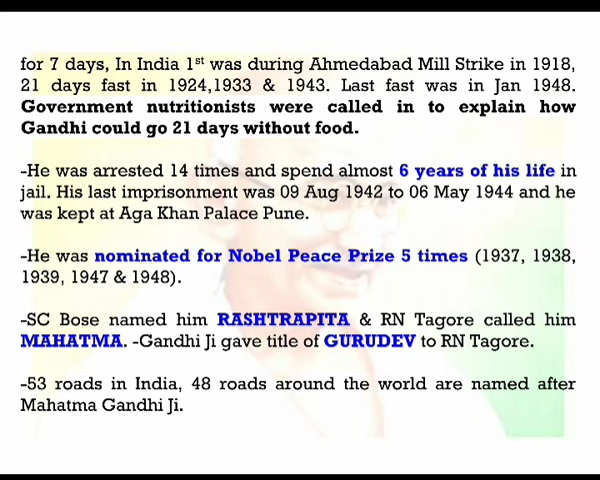 for 7 days, In India 1st was during Ahmedabad Mill Strike in 1918,
21 days fast in 1924,1933 & 1943. Last fast was in Jan 1948.
Government nutritionists were called in to explain how
Gandhi could go 21 days without food.
-He was arrested 14 times and spend almost 6 years of his life in
jail. His last imprisonment was 09 Aug 1942 to 06 May 1944 and he
was kept at Aga Khan Palace Pune.
-He was nominated for Nobel Peace Prize 5 times (1937, 1938,
1939, 1947 & 1948).
-SC Bose named him RASHTRAPITA & RN Tagore called him
MAHATMA. -Gandhi Ji gave title of GURUDEV to RN Tagore.
-53 roads in India, 48 roads around the world are named after
Mahatma Gandhi Ji.